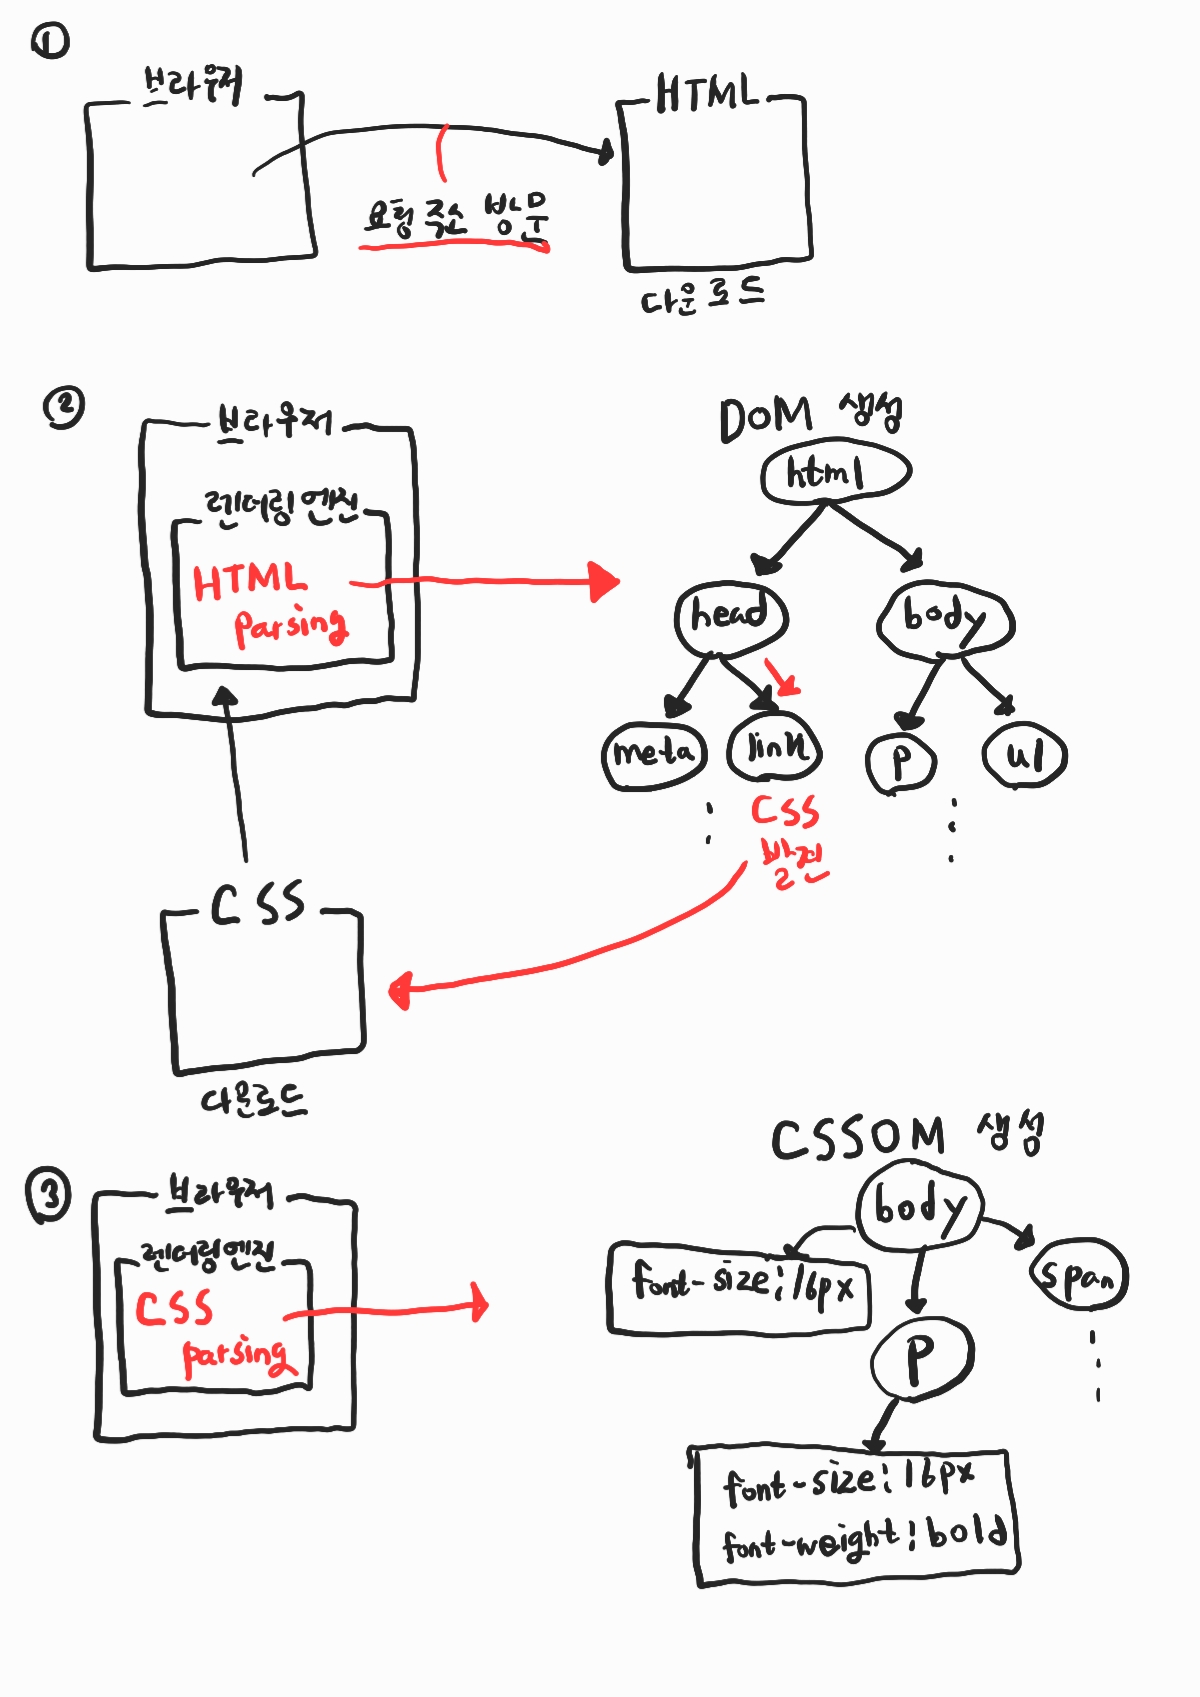 ①
브라우저
HTML
요청 주소 방문
다운로드
②
브라우저
렌더링 엔진
HTML
parsing
DOM 생성
html
head
body
meta
link
P
ul
CSS
발견
CSS
다운로드
③
브라우저
렌더링 엔진
CSS
parsing
CSSOM 생성
body
font-size: 16px
span
P
font-size: 16px
font-weight: bold